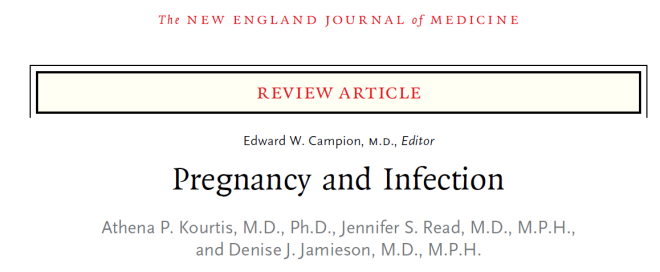 The NEW ENGLAND JOURNAL of MEDICINE
REVIEW ARTICLE
Edward W. Campion, M.D., Editor
Pregnancy and Infection
Athena P. Kourtis, M.D., Ph.D., Jennifer S. Read, M.D., M.P.H.,
and Denise J. Jamieson, M.D., M.P.H.